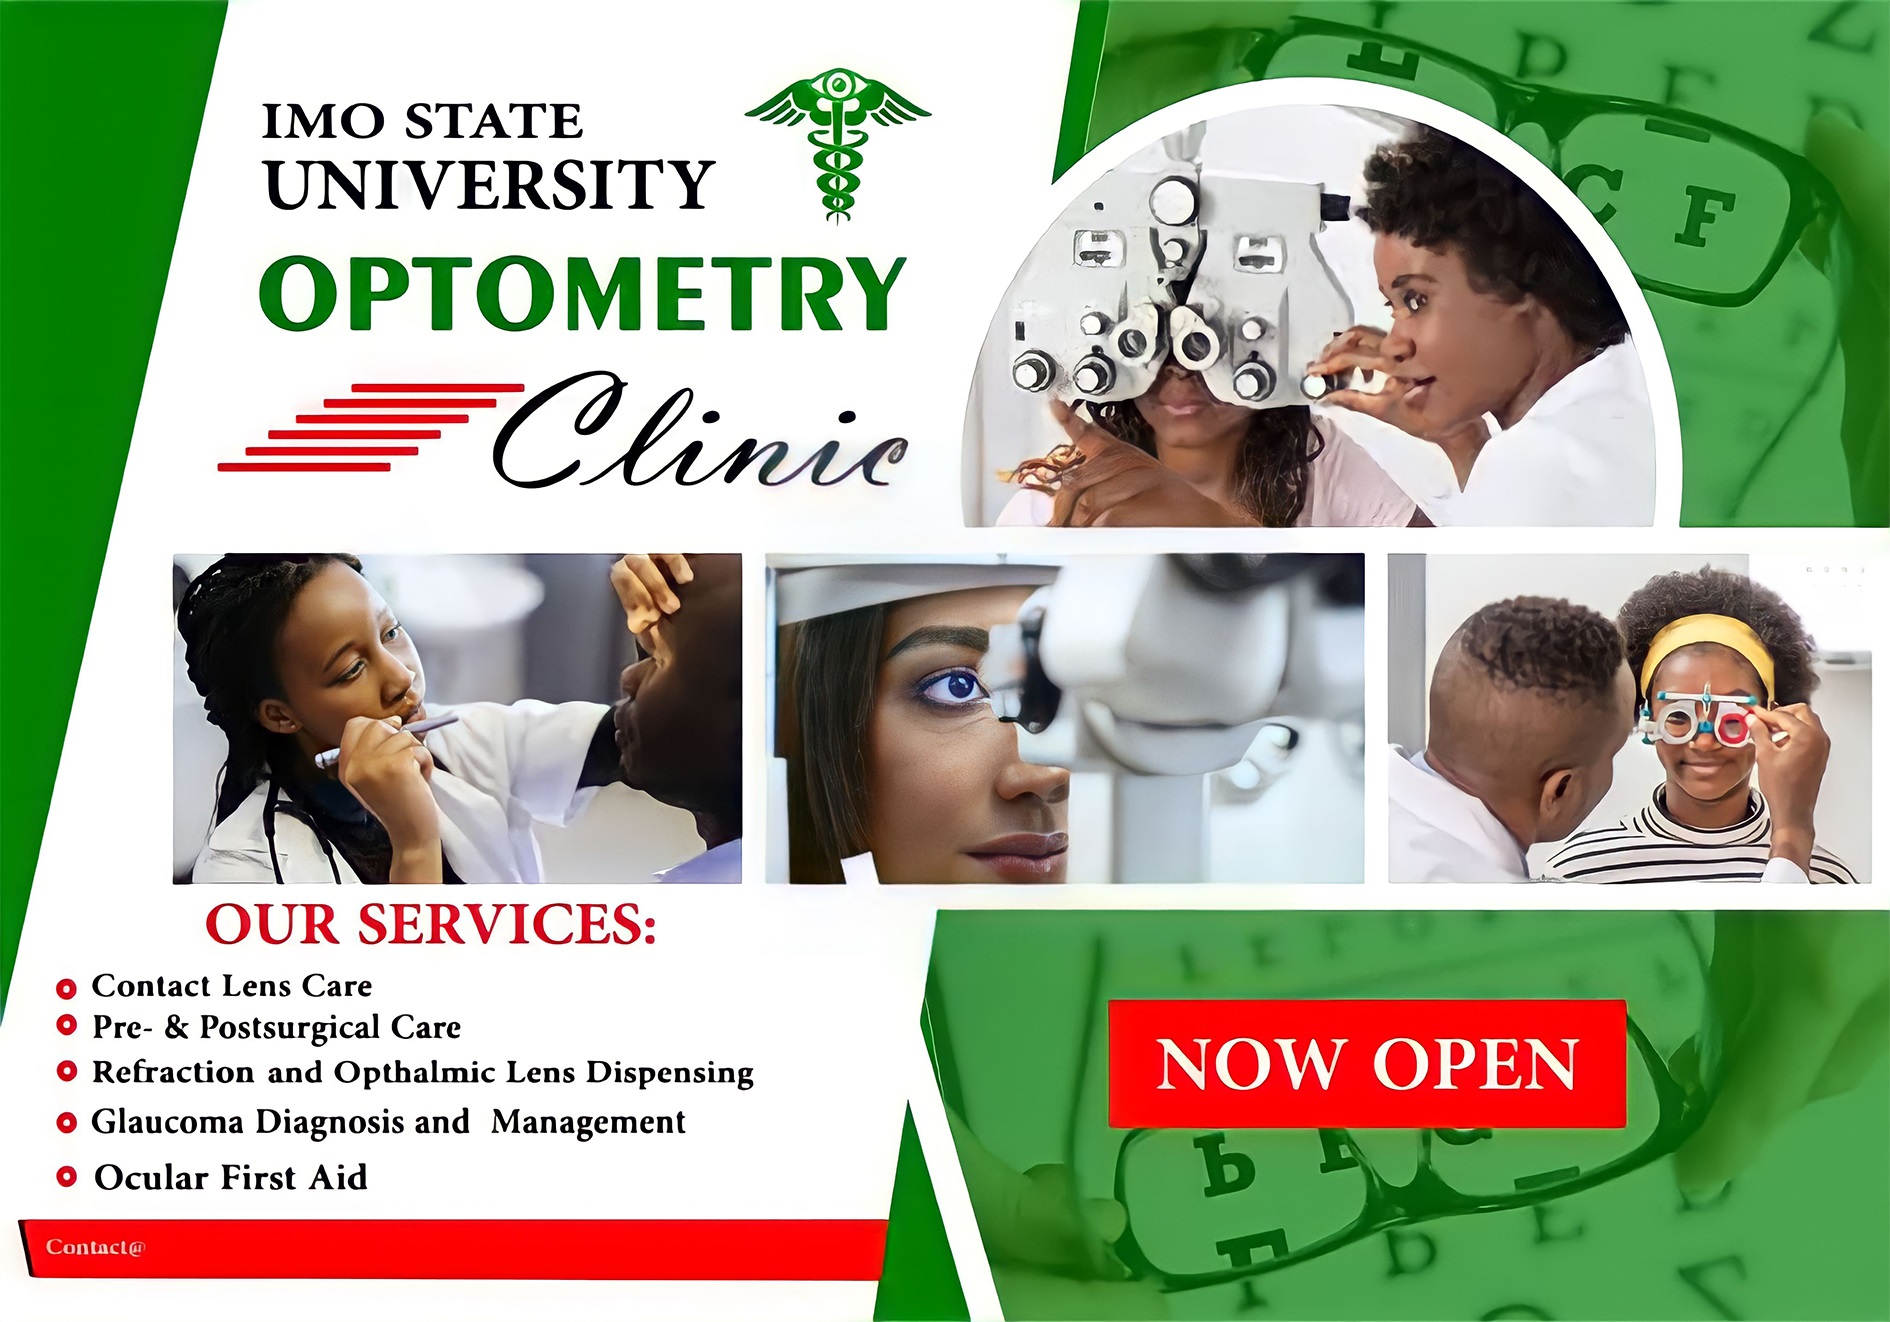 IMO STATE
UNIVERSITY
OPTOMETRY
Clinic
OUR SERVICES:
Contact Lens Care
Pre- & Postsurgical Care
Refraction and Opthalmic Lens Dispensing
Glaucoma Diagnosis and Management
Ocular First Aid
Contact@
NOW OPEN